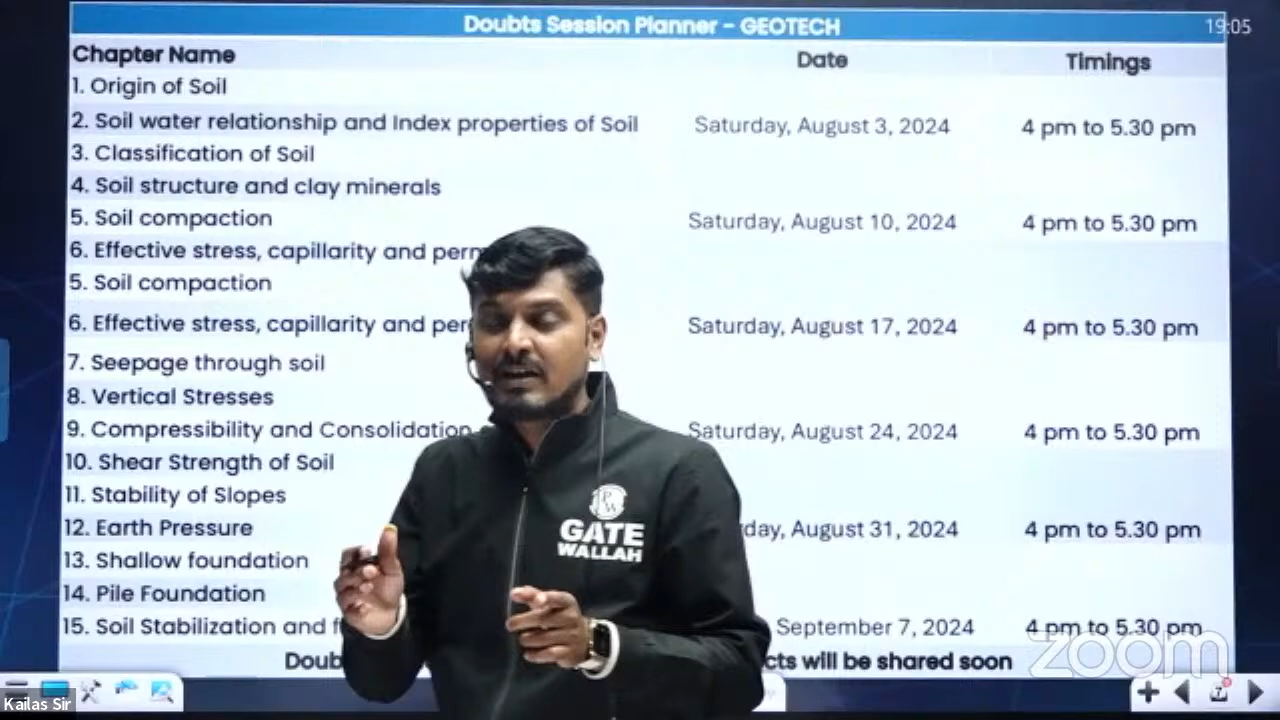 Doubts Session Planner - GEOTECH
19:05
Chapter Name Date Timings
1. Origin of Soil
2. Soil water relationship and Index properties of Soil Saturday, August 3, 2024 4 pm to 5.30 pm
3. Classification of Soil
4. Soil structure and clay minerals
5. Soil compaction Saturday, August 10, 2024 4 pm to 5.30 pm
6. Effective stress, capillarity and
5. Soil compaction
6. Effective stress, capillarity and Saturday, August 17, 2024 4 pm to 5.30 pm
7. Seepage through soil
8. Vertical Stresses
9. Compressibility and Consolidation Saturday, August 24, 2024 4 pm to 5.30 pm
10. Shear Strength of Soil
11. Stability of Slopes
12. Earth Pressure August 31, 2024 4 pm to 5.30 pm
13. Shallow foundation
14. Pile Foundation
15. Soil Stabilization and September 7, 2024 4 pm to 5.30 pm
will be shared soon
PW
GATE
WALLAH
zoom
Kailas Sir